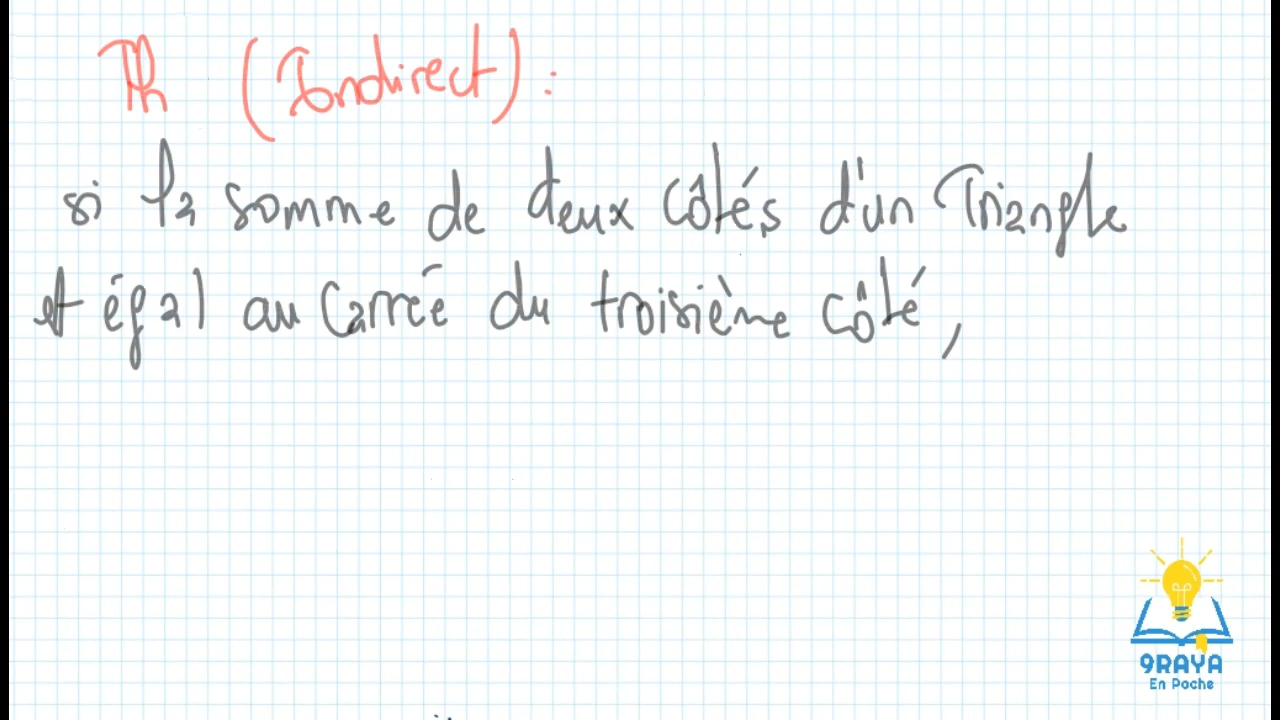 Th (Indirect) :
si la somme de deux côtés d'un Triangle
et égal au Carrée du troisième côté,
9RAYA
En Poche